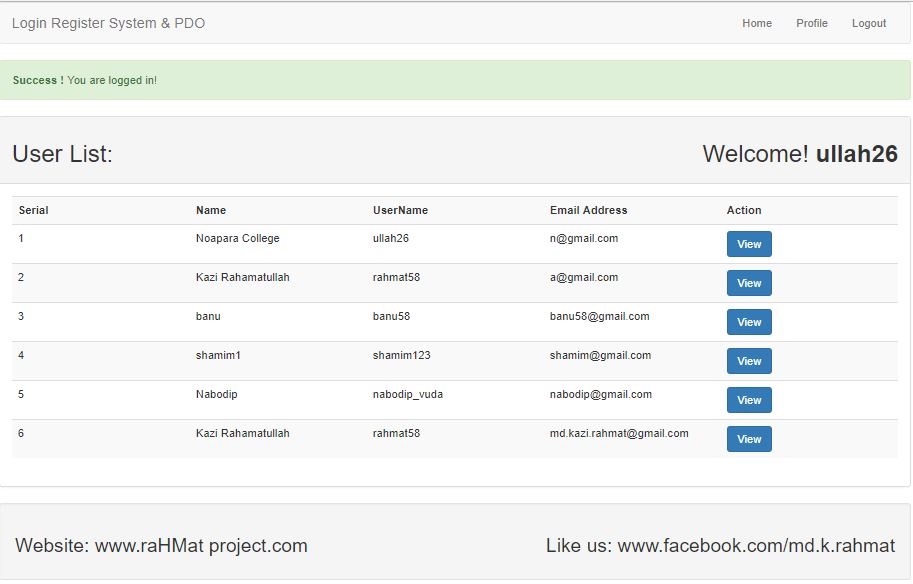 Login Register System & PDO Home Profile Logout
Success ! You are logged in!
User List: Welcome! ullah26
Serial Name UserName Email Address Action
1 Noapara College ullah26 n@gmail.com View
2 Kazi Rahamatullah rahmat58 a@gmail.com View
3 banu banu58 banu58@gmail.com View
4 shamim1 shamim123 shamim@gmail.com View
5 Nabodip nabodip_vuda nabodip@gmail.com View
6 Kazi Rahamatullah rahmat58 md.kazi.rahmat@gmail.com View
Website: www.raHMat project.com Like us: www.facebook.com/md.k.rahmat